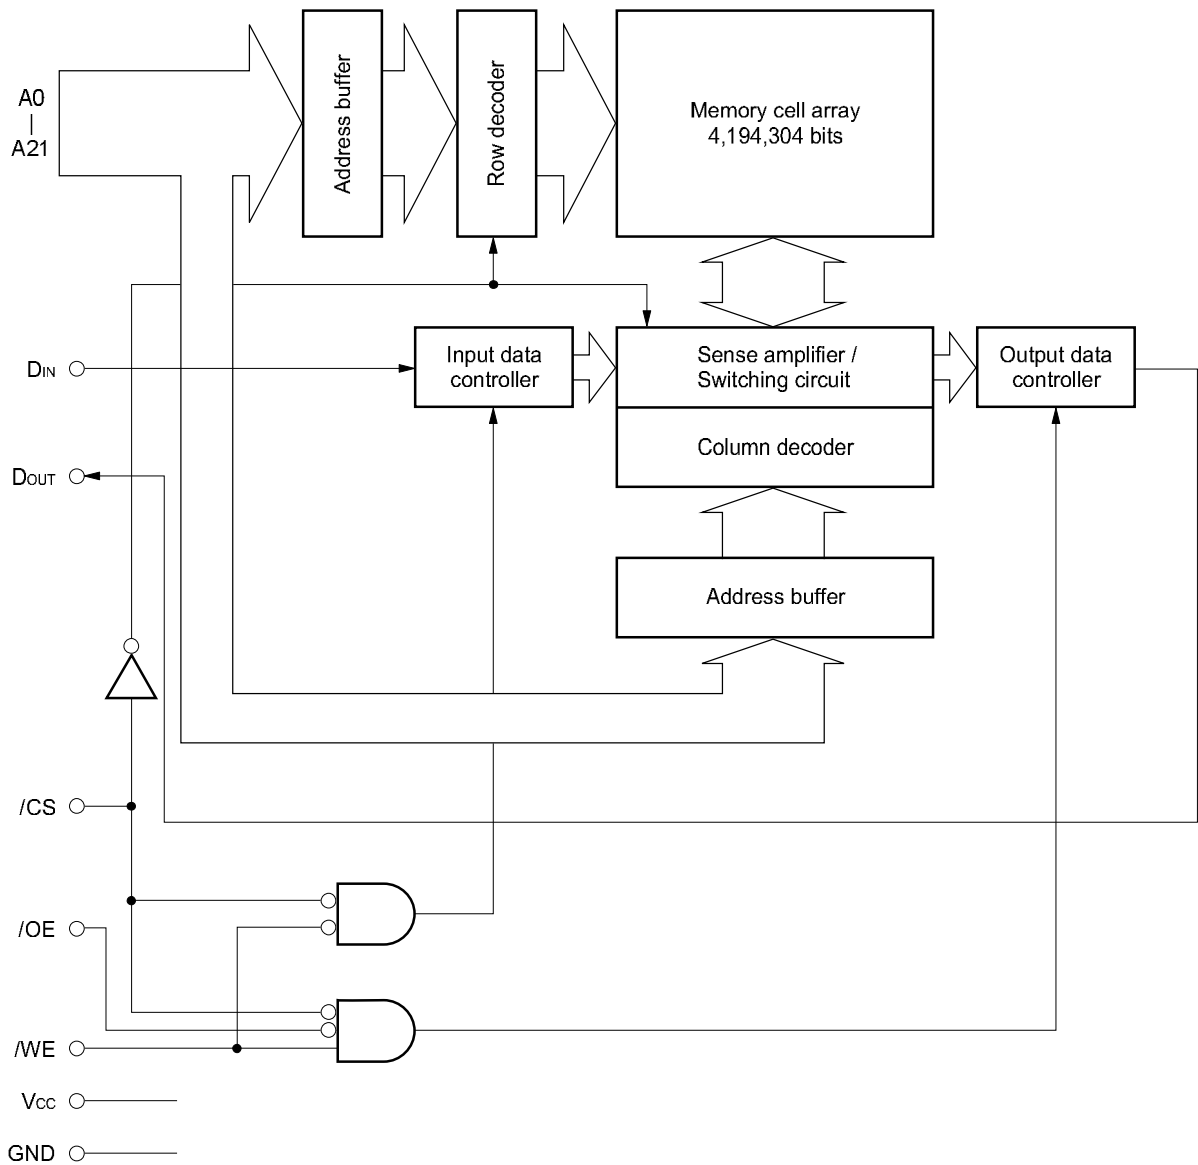 A0
|
A21
Address buffer
Row decoder
Memory cell array
4,194,304 bits
DIN
Input data
controller
Sense amplifier /
Switching circuit
Output data
controller
Column decoder
DOUT
Address buffer
/CS
/OE
/WE
VCC
GND